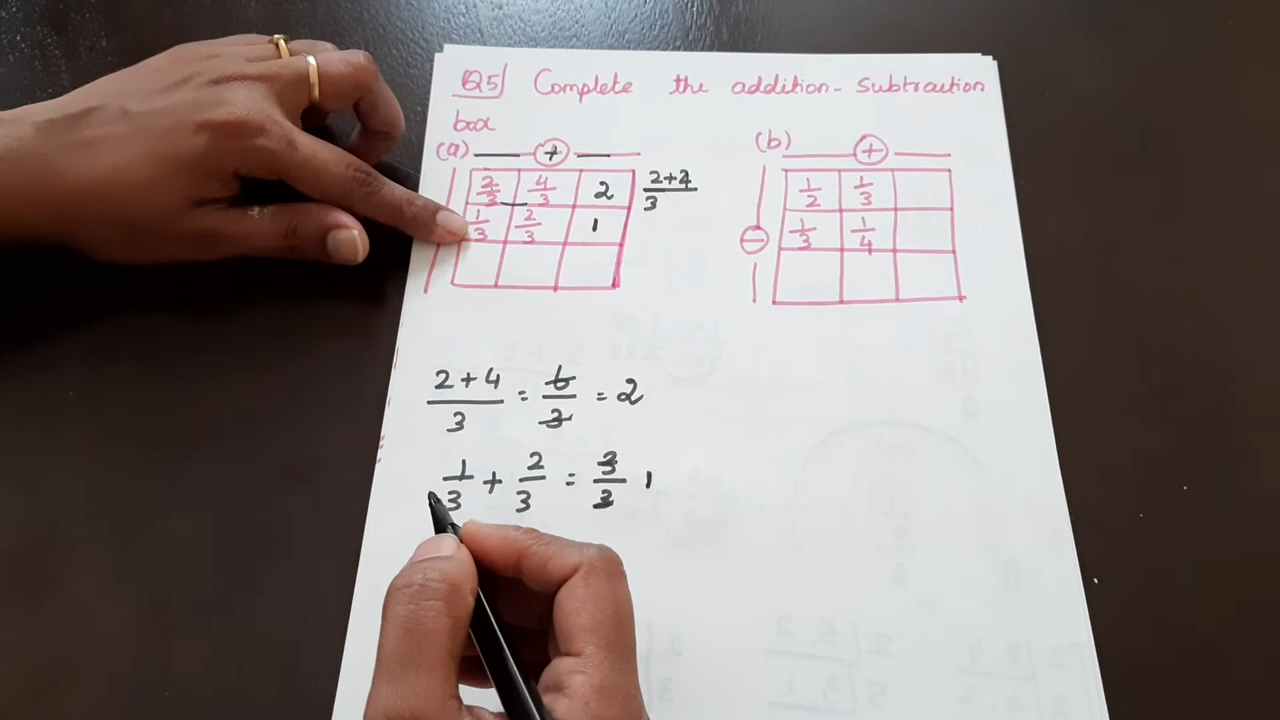 Q5| Complete the addition-subtraction
box
(a) + (b) +
2/3 4/3 2 2+4/3 1/2 1/3
1/3 2/3 1 − 1/3 1/4
2+4/3 = 6/3 = 2
1/3 + 2/3 = 3/3 1